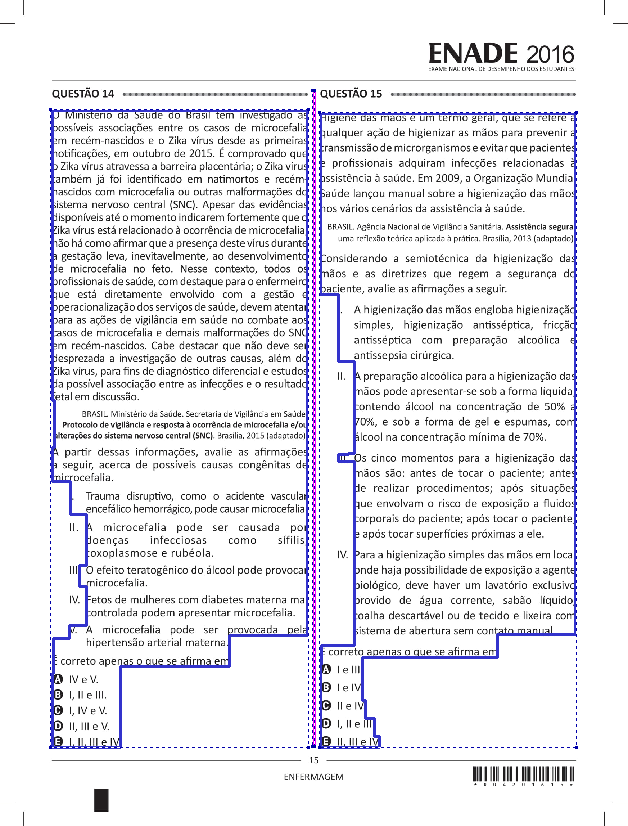 ENADE 2016
EXAME NACIONAL DE DESEMPENHO DOS ESTUDANTES
QUESTÃO 14
O Ministério da Saúde do Brasil tem investigado as
possíveis associações entre os casos de microcefalia
em recém-nascidos e o Zika vírus desde as primeiras
notificações, em outubro de 2015. É comprovado que
o Zika vírus atravessa a barreira placentária; o Zika vírus
também já foi identificado em natimortos e recém-
nascidos com microcefalia ou outras malformações do
sistema nervoso central (SNC). Apesar das evidências
disponíveis até o momento indicarem fortemente que o
Zika vírus está relacionado à ocorrência de microcefalia,
não há como afirmar que a presença deste vírus durante
a gestação leva, inevitavelmente, ao desenvolvimento
de microcefalia no feto. Nesse contexto, todos os
profissionais de saúde, com destaque para o enfermeiro
que está diretamente envolvido com a gestão e
operacionalização dos serviços de saúde, devem atentar
para as ações de vigilância em saúde no combate aos
casos de microcefalia e demais malformações do SNC
em recém-nascidos. Cabe destacar que não deve ser
desprezada a investigação de outras causas, além do
Zika vírus, para fins de diagnóstico diferencial e estudos
da possível associação entre as infecções e o resultado
fetal em discussão.
BRASIL. Ministério da Saúde. Secretaria de Vigilância em Saúde.
Protocolo de vigilância e resposta à ocorrência de microcefalia e/ou
alterações do sistema nervoso central (SNC). Brasília, 2015 (adaptado).
A partir dessas informações, avalie as afirmações
a seguir, acerca de possíveis causas congênitas de
microcefalia.
I. Trauma disruptivo, como o acidente vascular
encefálico hemorrágico, pode causar microcefalia.
II. A microcefalia pode ser causada por
doenças infecciosas como sífilis,
toxoplasmose e rubéola.
III. O efeito teratogênico do álcool pode provocar
microcefalia.
IV. Fetos de mulheres com diabetes materna mal
controlada podem apresentar microcefalia.
V. A microcefalia pode ser provocada pela
hipertensão arterial materna.
É correto apenas o que se afirma em
A IV e V.
B I, II e III.
C I, IV e V.
D II, III e V.
E I, II, III e IV.
QUESTÃO 15
Higiene das mãos é um termo geral, que se refere a
qualquer ação de higienizar as mãos para prevenir a
transmissão de microrganismos e evitar que pacientes
e profissionais adquiram infecções relacionadas à
assistência à saúde. Em 2009, a Organização Mundial
Saúde lançou manual sobre a higienização das mãos
nos vários cenários da assistência à saúde.
BRASIL. Agência Nacional de Vigilância Sanitária. Assistência segura:
uma reflexão teórica aplicada à prática. Brasília, 2013 (adaptado).
Considerando a semiotécnica da higienização das
mãos e as diretrizes que regem a segurança do
paciente, avalie as afirmações a seguir.
I. A higienização das mãos engloba higienização
simples, higienização antisséptica, fricção
antisséptica com preparação alcoólica e
antissepsia cirúrgica.
II. A preparação alcoólica para a higienização das
mãos pode apresentar-se sob a forma líquida,
contendo álcool na concentração de 50% a
70%, e sob a forma de gel e espumas, com
álcool na concentração mínima de 70%.
III. Os cinco momentos para a higienização das
mãos são: antes de tocar o paciente; antes
de realizar procedimentos; após situações
que envolvam o risco de exposição a fluidos
corporais do paciente; após tocar o paciente;
e após tocar superfícies próximas a ele.
IV. Para a higienização simples das mãos em local
onde haja possibilidade de exposição a agente
biológico, deve haver um lavatório exclusivo
provido de água corrente, sabão líquido,
toalha descartável ou de tecido e lixeira com
sistema de abertura sem contato manual.
É correto apenas o que se afirma em
A I e III.
B I e IV.
C II e IV.
D I, II e III.
E II, III e IV.
15
ENFERMAGEM